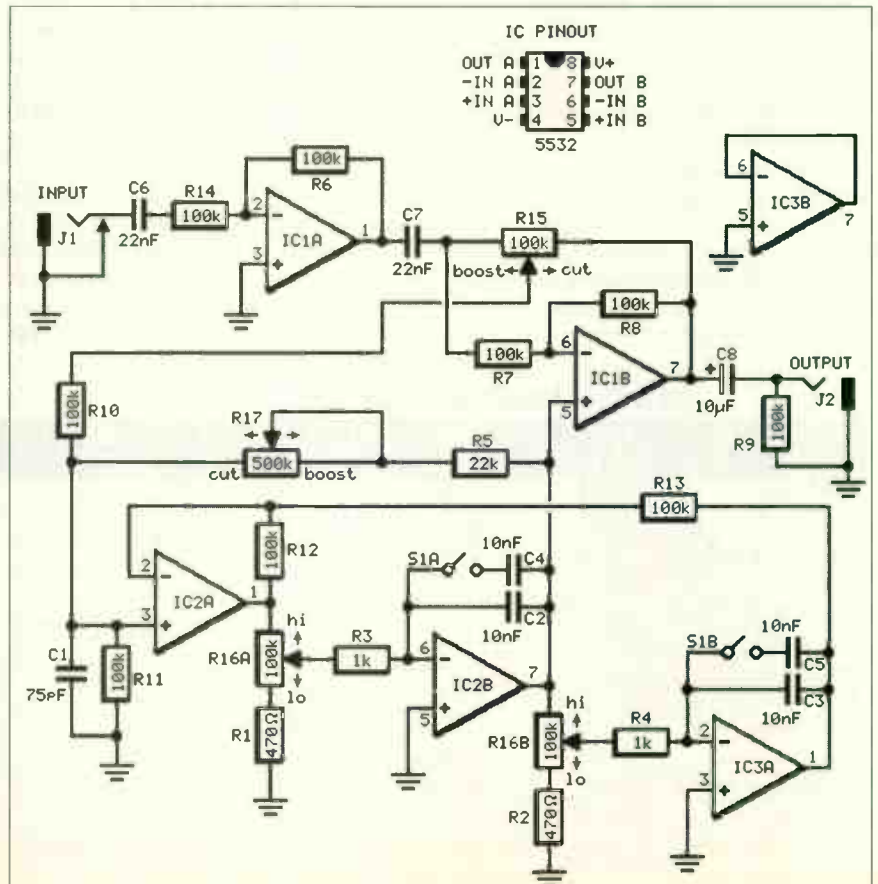 IC PINOUT
OUT A 1 8 V+
-IN A 2 7 OUT B
+IN A 3 6 -IN B
V- 4 5 +IN B
5532
INPUT
J1
C6
22nF
R14
100k
100k
R6
2 -
3 +
IC1A
1
C7
22nF
R15
100k
boost cut
6 -
5 +
IC3B
7
100k
R8
100k
R7
6 -
5 +
IC1B
7
C8
+
10µF
OUTPUT
J2
100k
R9
100k
R10
R17
cut 500k boost
R5
22k
R13
100k
2 -
3 +
IC2A
1
100k
R12
C1
75pF
100k
R11
hi
R16A
100k
lo
R1
470Ω
R3
1k
S1A
10nF
C4
C2
10nF
6 -
5 +
IC2B
7
hi
R16B
100k
lo
R2
470Ω
R4
1k
S1B
10nF
C5
C3
10nF
2 -
3 +
IC3A
1